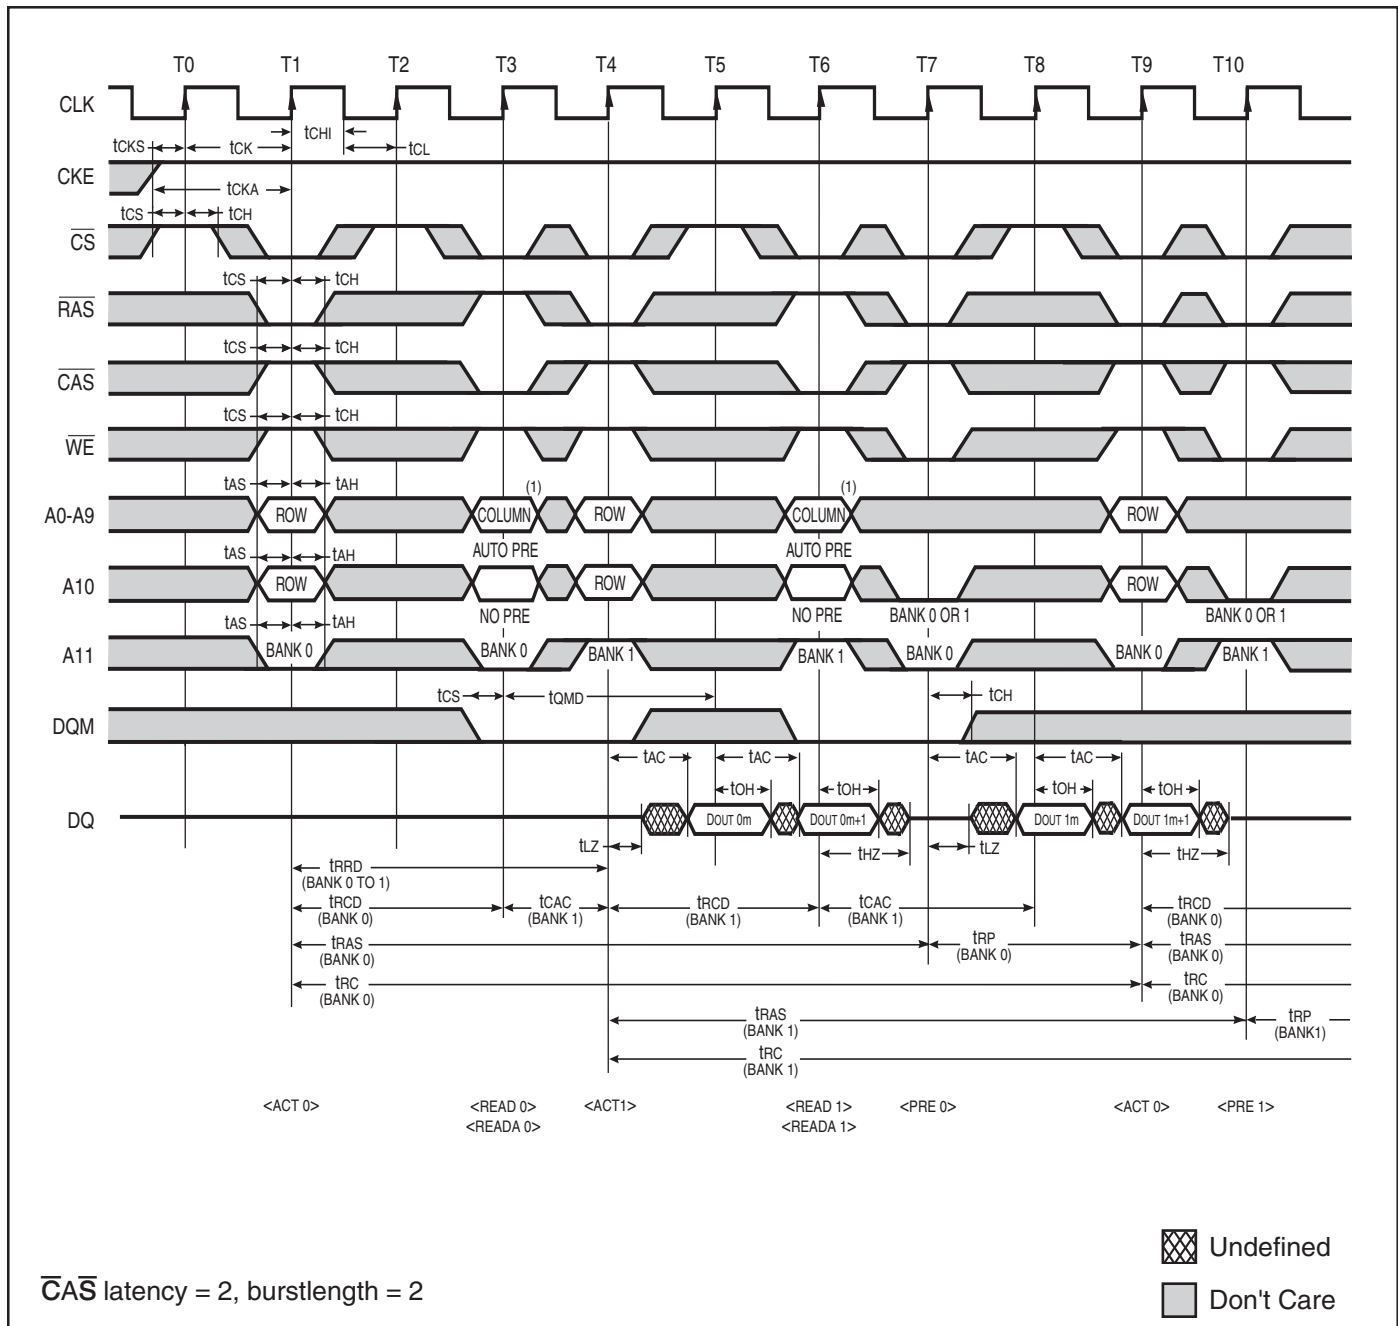 T0 T1 T2 T3 T4 T5 T6 T7 T8 T9 T10
CLK
tCHI
tCKS tCK tCL
CKE
tCKA
tCS tCH
CS
tCS tCH
RAS
tCS tCH
CAS
tCS tCH
WE
tAS tAH (1) (1)
A0-A9 ROW COLUMN ROW COLUMN ROW
tAS tAH AUTO PRE AUTO PRE
A10 ROW ROW ROW
NO PRE NO PRE BANK 0 OR 1 BANK 0 OR 1
tAS tAH
A11 BANK 0 BANK 0 BANK 1 BANK 1 BANK 0 BANK 0 BANK 1
tCS tQMD tCH
DQM
tAC tAC tAC tAC
tOH tOH tOH tOH
DQ DOUT 0m DOUT 0m+1 DOUT 1m DOUT 1m+1
tLZ tHZ tLZ tHZ
tRRD
(BANK 0 TO 1)
tRCD tCAC tRCD tCAC tRCD
(BANK 0) (BANK 1) (BANK 1) (BANK 1) (BANK 0)
tRAS tRP tRAS
(BANK 0) (BANK 0) (BANK 0)
tRC tRC
(BANK 0) (BANK 0)
tRAS tRP
(BANK 1) (BANK1)
tRC
(BANK 1)
<ACT 0> <READ 0> <ACT1> <READ 1> <PRE 0> <ACT 0> <PRE 1>
<READA 0> <READA 1>
Undefined
CAS latency = 2, burstlength = 2
Don't Care